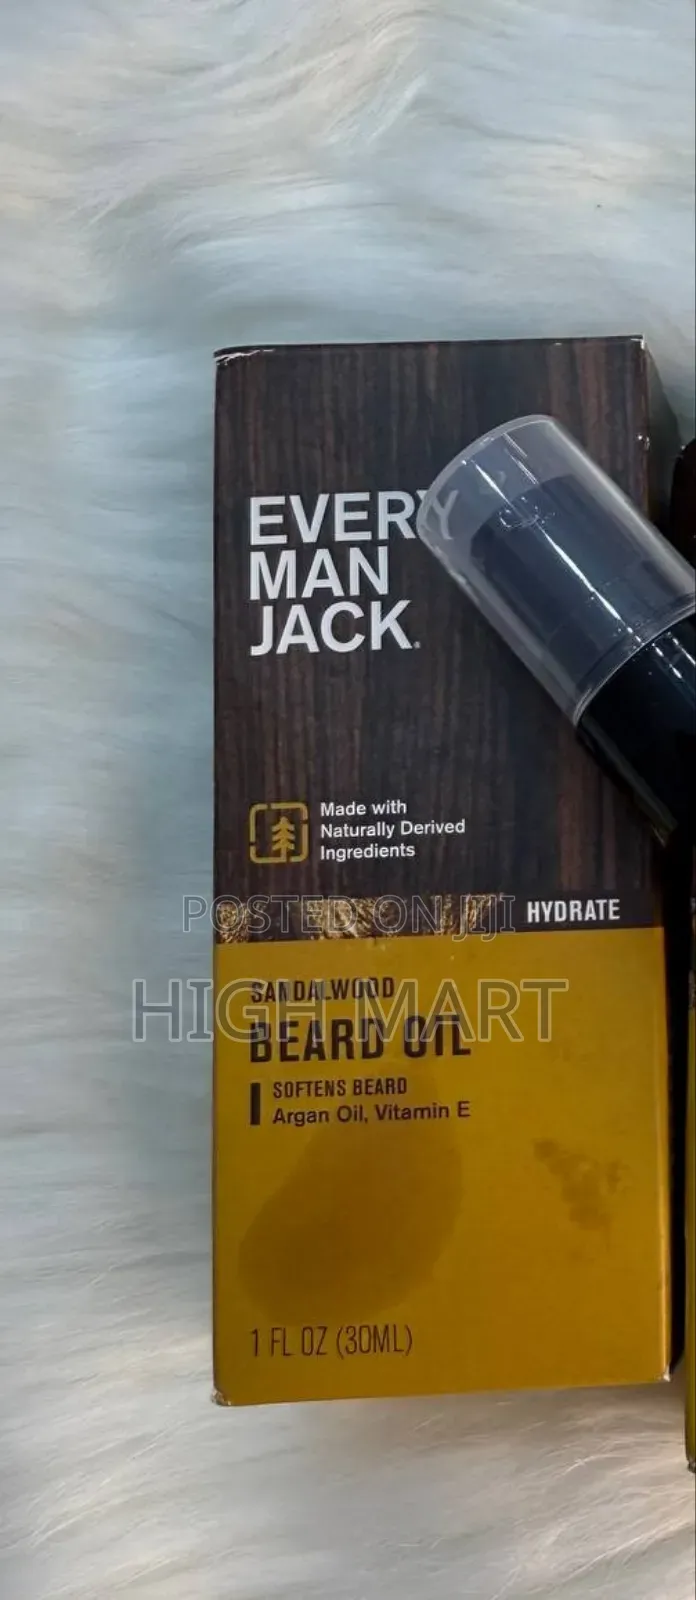 EVERY
MAN
JACK.
Made with
Naturally Derived
Ingredients
POSTED ON JIJI
HYDRATE
SANDALWOOD
HIGH MART
BEARD OIL
SOFTENS BEARD
Argan Oil, Vitamin E
1 FL OZ (30ML)